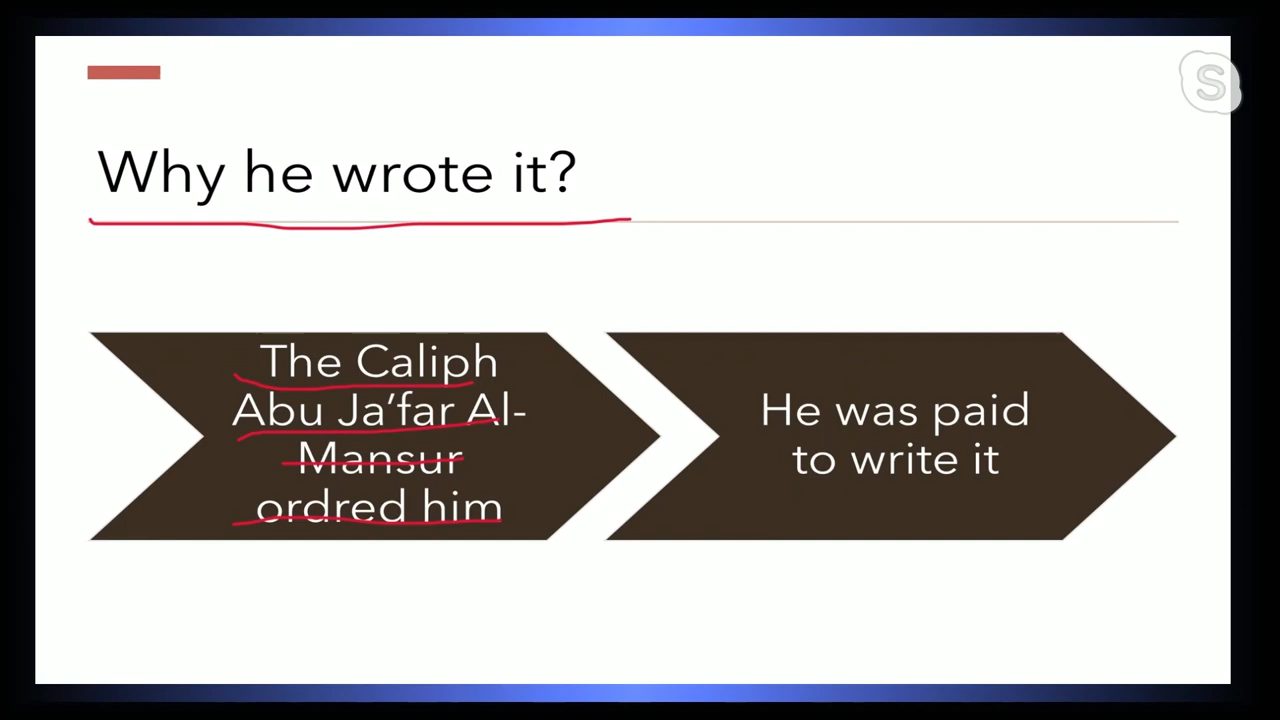 Why he wrote it?
The Caliph
Abu Ja’far Al-
Mansur
ordred him
He was paid
to write it
S